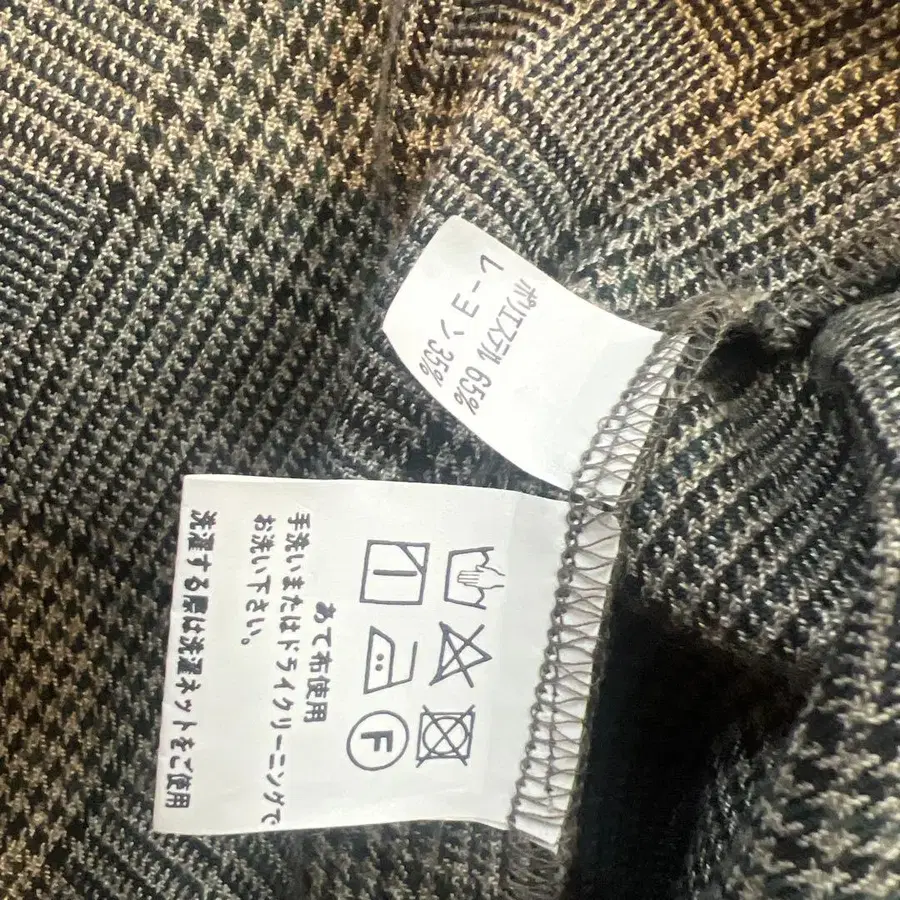 ポリエステル 65%
レーヨン 35%
F
あて布使用
手洗いまたはドライクリーニングで
お洗い下さい。
洗濯する際は洗濯ネットをご使用